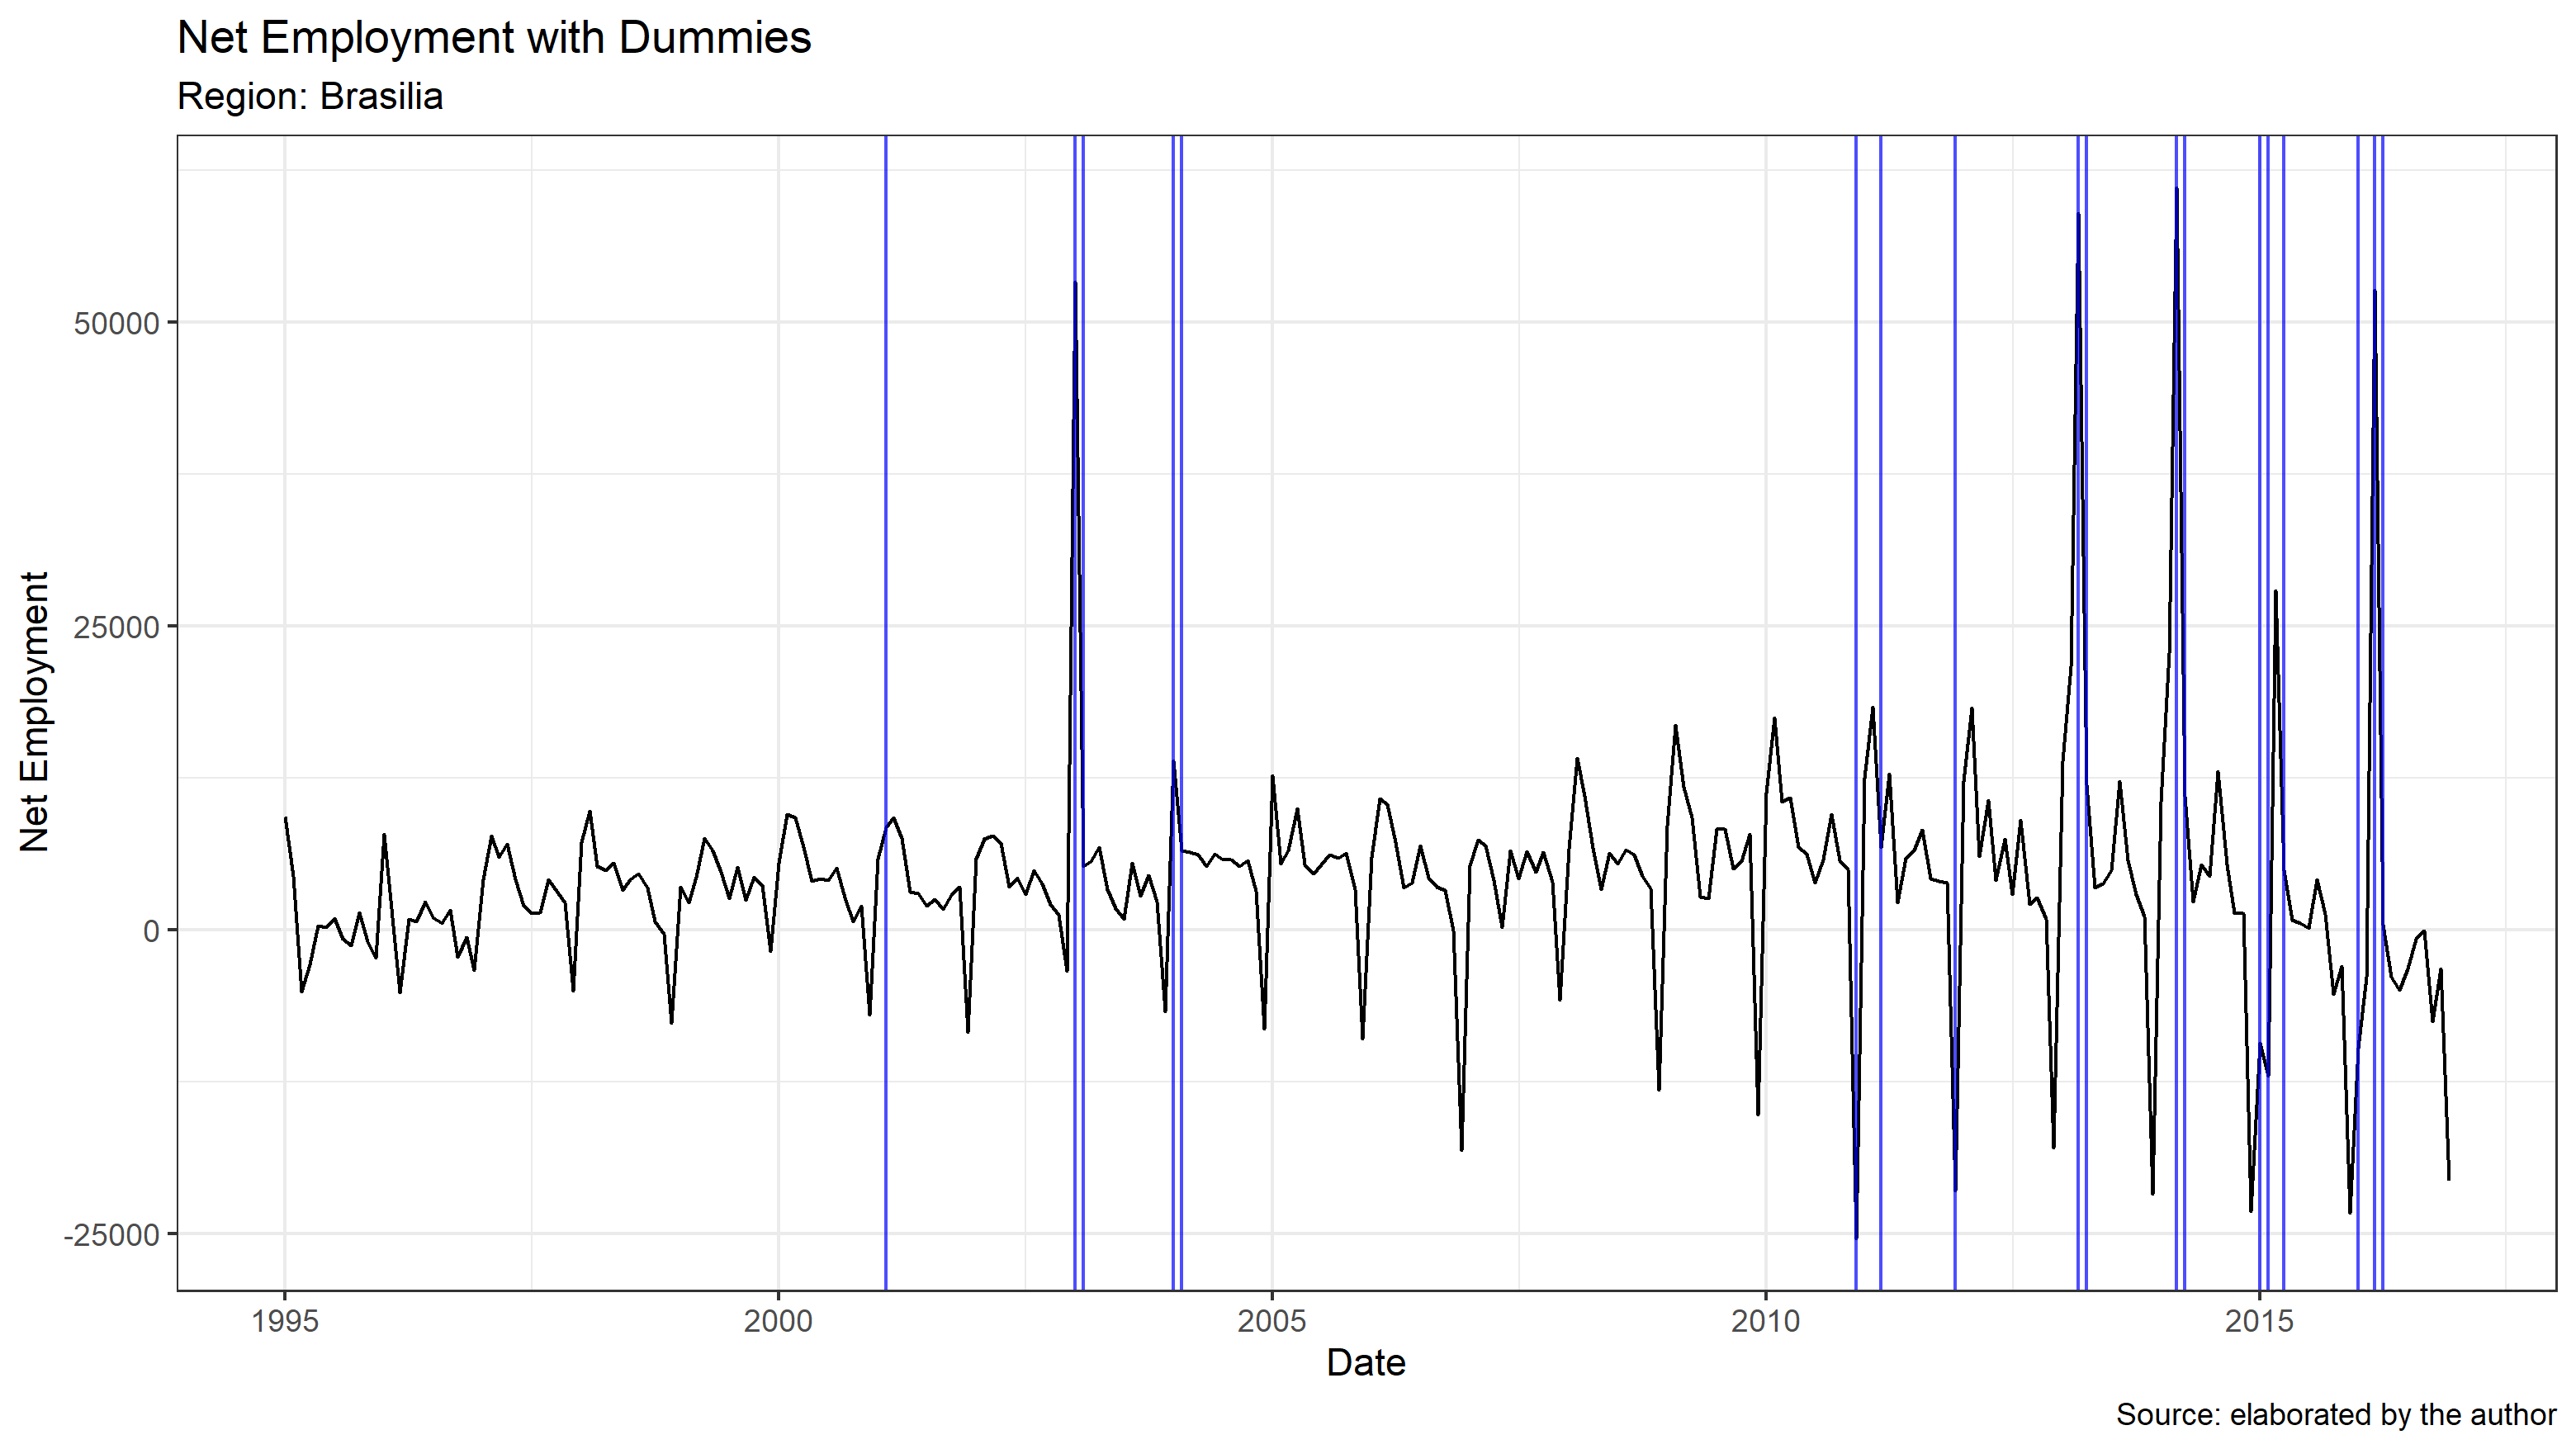 Net Employment with Dummies
Region: Brasilia
Net Employment
50000
25000
0
-25000
1995
2000
2005
2010
2015
Date
Source: elaborated by the author